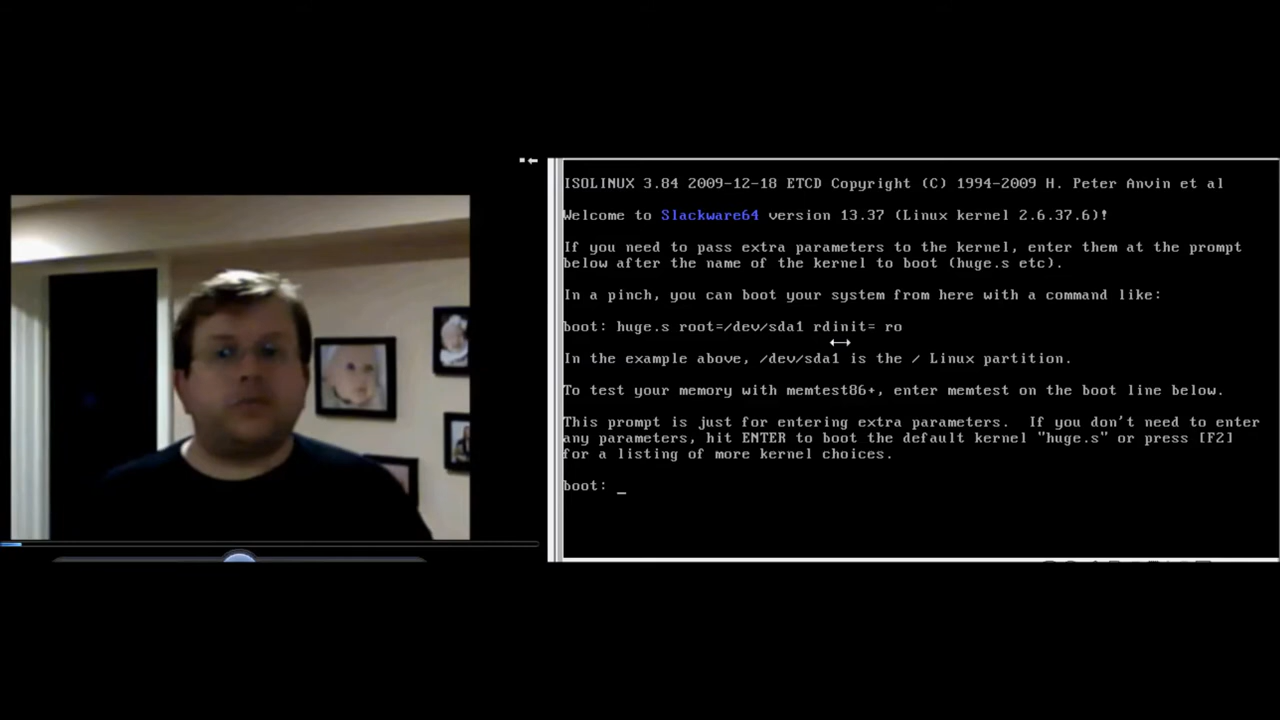 ISOLINUX 3.84 2009-12-18 ETCD Copyright (C) 1994-2009 H. Peter Anvin et al
Welcome to Slackware64 version 13.37 (Linux kernel 2.6.37.6)!
If you need to pass extra parameters to the kernel, enter them at the prompt
below after the name of the kernel to boot (huge.s etc).
In a pinch, you can boot your system from here with a command like:
boot: huge.s root=/dev/sda1 rdinit= ro
In the example above, /dev/sda1 is the / Linux partition.
To test your memory with memtest86+, enter memtest on the boot line below.
This prompt is just for entering extra parameters.  If you don't need to enter
any parameters, hit ENTER to boot the default kernel "huge.s" or press [F2]
for a listing of more kernel choices.
boot: _